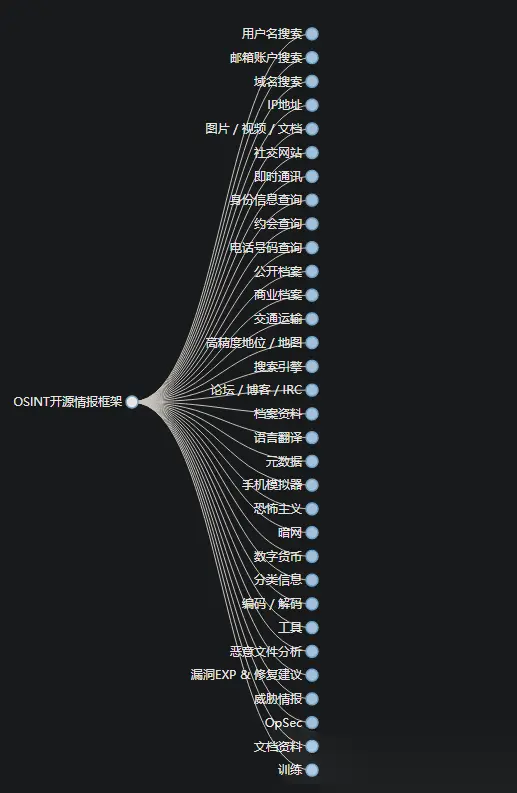 用户名搜索
邮箱账户搜索
域名搜索
IP地址
图片 / 视频 / 文档
社交网站
即时通讯
身份信息查询
约会查询
电话号码查询
公开档案
商业档案
交通运输
高精度地位 / 地图
搜索引擎
论坛 / 博客 / IRC
OSINT开源情报框架
档案资料
语言翻译
元数据
手机模拟器
恐怖主义
暗网
数字货币
分类信息
编码 / 解码
工具
恶意文件分析
漏洞EXP & 修复建议
威胁情报
OpSec
文档资料
训练